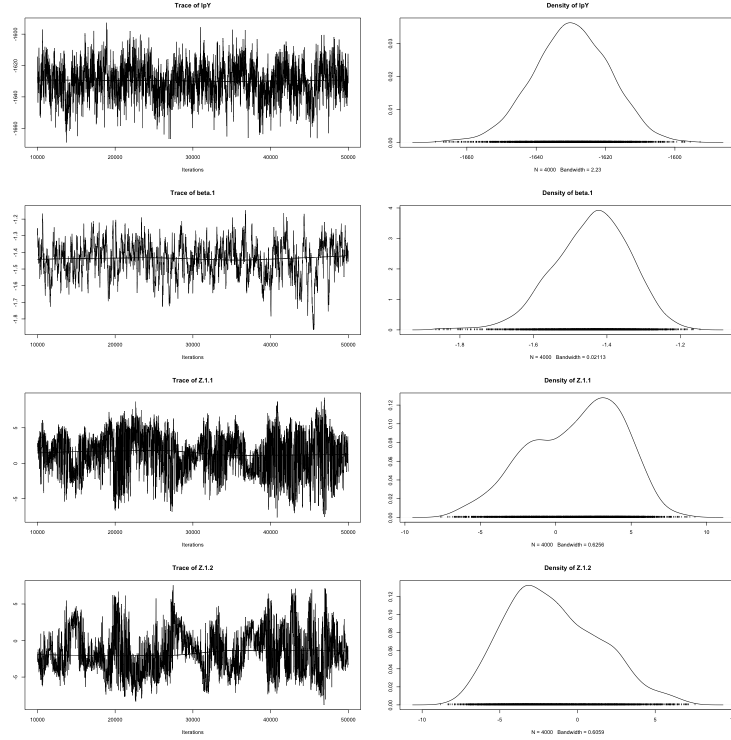 Trace of lpY
Density of lpY
-1600
-1620
-1640
-1660
10000 20000 30000 40000 50000
Iterations
0.03
0.02
0.01
0.00
-1660 -1640 -1620 -1600
N = 4000 Bandwidth = 2.23
Trace of beta.1
Density of beta.1
-1.2
-1.3
-1.4
-1.5
-1.6
-1.7
-1.8
10000 20000 30000 40000 50000
Iterations
4
3
2
1
0
-1.8 -1.6 -1.4 -1.2
N = 4000 Bandwidth = 0.02113
Trace of Z.1.1
Density of Z.1.1
5
0
-5
10000 20000 30000 40000 50000
Iterations
0.12
0.10
0.08
0.06
0.04
0.02
0.00
-10 -5 0 5 10
N = 4000 Bandwidth = 0.6256
Trace of Z.1.2
Density of Z.1.2
5
0
-5
10000 20000 30000 40000 50000
Iterations
0.12
0.10
0.08
0.06
0.04
0.02
0.00
-10 -5 0 5
N = 4000 Bandwidth = 0.6059